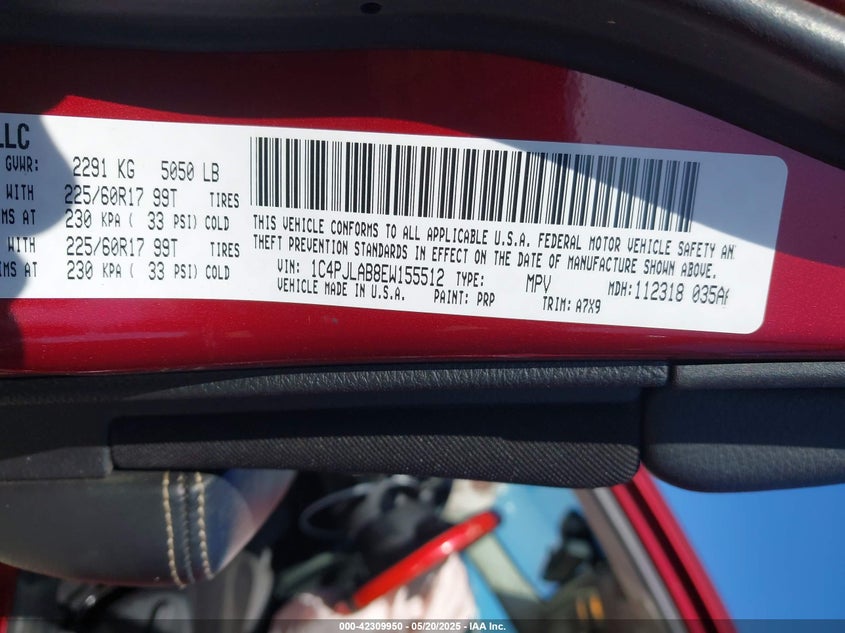 LLC
GVWR: 2291 KG 5050 LB
WITH 225/60R17 99T TIRES
MS AT 230 KPA ( 33 PSI) COLD
WITH 225/60R17 99T TIRES
IMS AT 230 KPA ( 33 PSI) COLD
THIS VEHICLE CONFORMS TO ALL APPLICABLE U.S.A. FEDERAL MOTOR VEHICLE SAFETY AN
THEFT PREVENTION STANDARDS IN EFFECT ON THE DATE OF MANUFACTURE SHOWN ABOVE.
VIN: 1C4PJLAB8EW155512 TYPE: MPV MDH: 112318 035A
VEHICLE MADE IN U.S.A. PAINT: PRP TRIM: A7X9
000-42309950 - 05/20/2025 - IAA Inc.